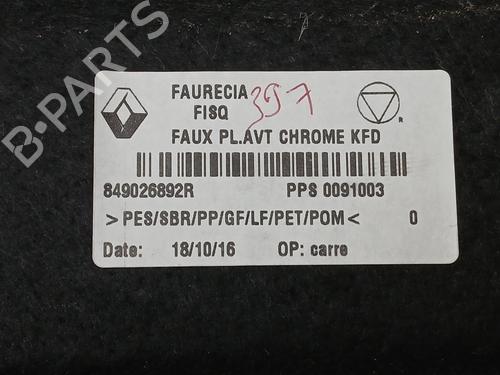 FAURECIA
FISQ
397
R
FAUX PL.AVT CHROME KFD
849026892R PPS 0091003
>PES/SBR/PP/GF/LF/PET/POM< 0
Date: 18/10/16 OP: carre
B-PARTS